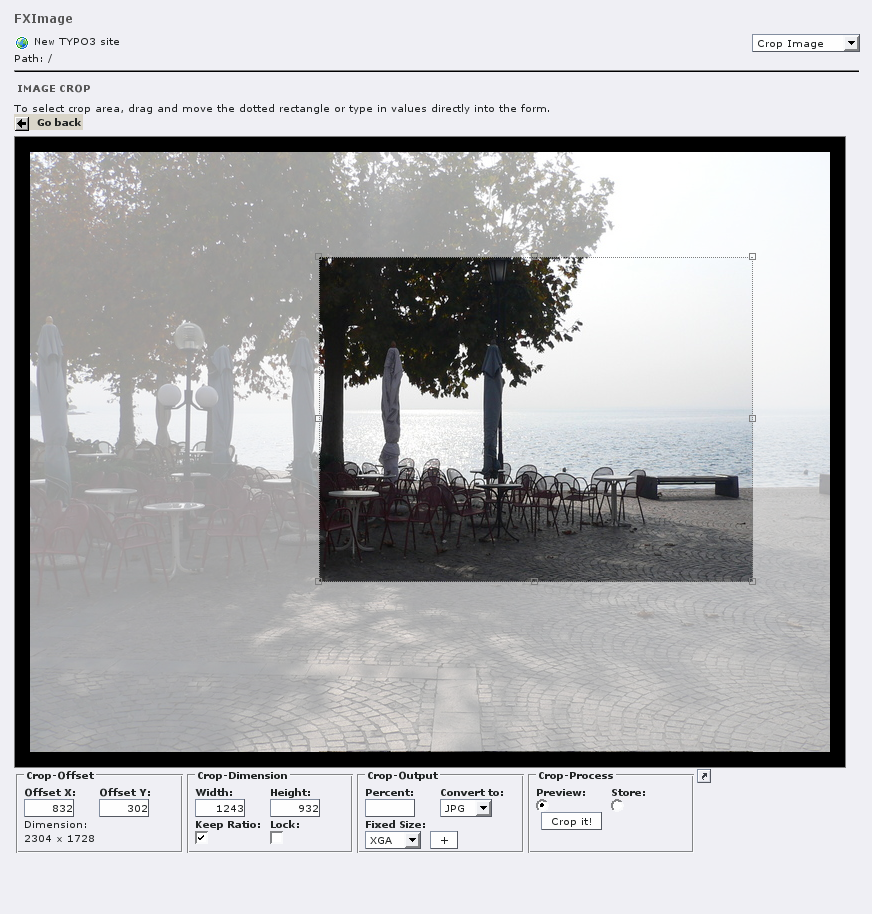 FXImage
New TYPO3 site
Crop Image
Path: /
IMAGE CROP
To select crop area, drag and move the dotted rectangle or type in values directly into the form.
Go back
Crop-Offset
Offset X: Offset Y:
832 302
Dimension:
2304 x 1728
Crop-Dimension
Width: Height:
1243 932
Keep Ratio: Lock:
Crop-Output
Percent: Convert to:
JPG
Fixed Size:
XGA +
Crop-Process
Preview: Store:
Crop it!